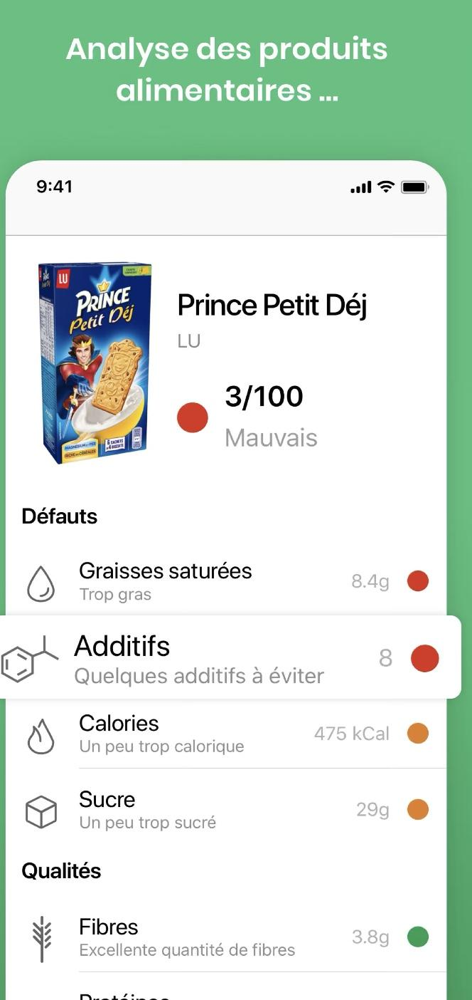 Analyse des produits
alimentaires ...
9:41
LU
PRINCE
Petit Déj
MAGNÉSIUM ET FER
RICHE EN CÉRÉALES
6 SACHETS
DE 4 BISCUITS
Prince Petit Déj
LU
3/100
Mauvais
Défauts
Graisses saturées
8.4g
Trop gras
Additifs
8
Quelques additifs à éviter
Calories
475 kCal
Un peu trop calorique
Sucre
29g
Un peu trop sucré
Qualités
Fibres
3.8g
Excellente quantité de fibres
Protéines